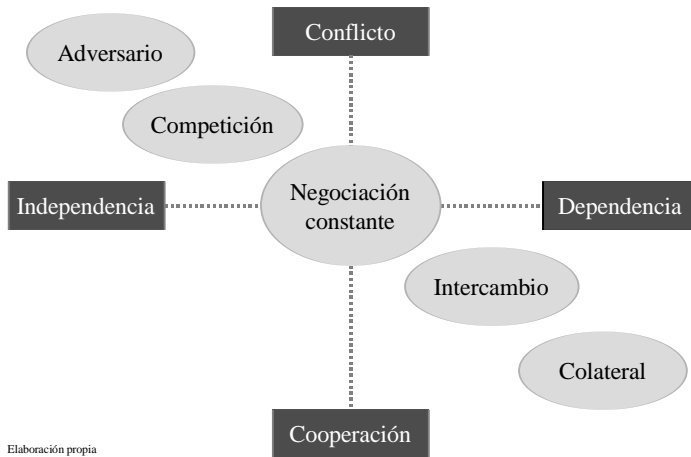 Conflicto
Adversario
Competición
Negociación
constante
Independencia
Dependencia
Intercambio
Colateral
Cooperación
Elaboración propia